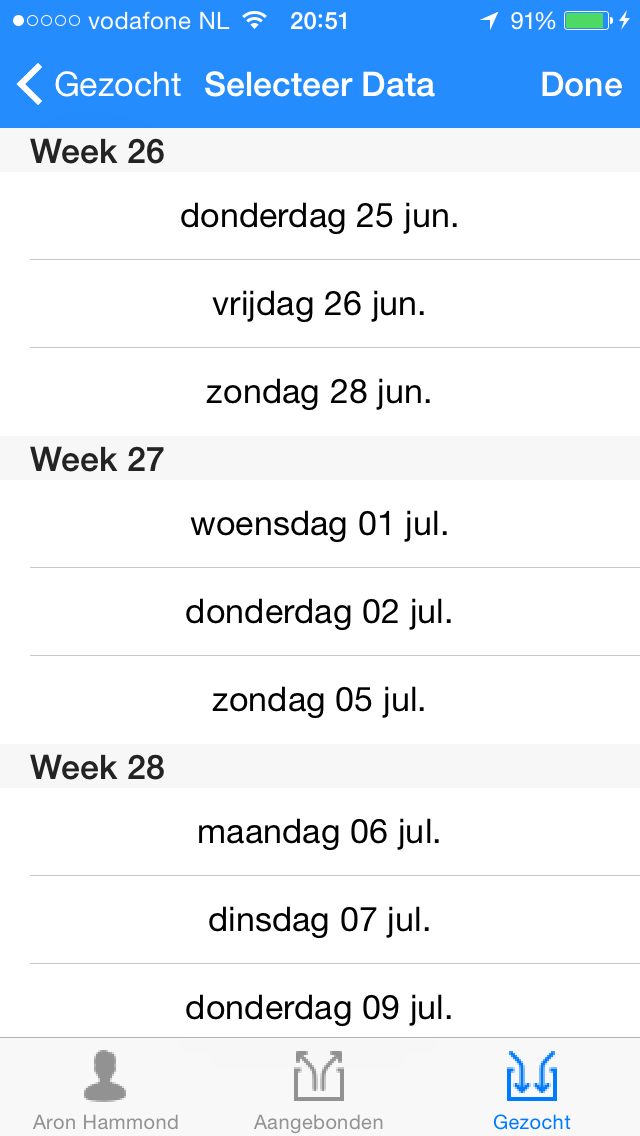 vodafone NL 20:51 91%
Gezocht Selecteer Data Done
Week 26
donderdag 25 jun.
vrijdag 26 jun.
zondag 28 jun.
Week 27
woensdag 01 jul.
donderdag 02 jul.
zondag 05 jul.
Week 28
maandag 06 jul.
dinsdag 07 jul.
donderdag 09 jul.
Aron Hammond Aangebonden Gezocht